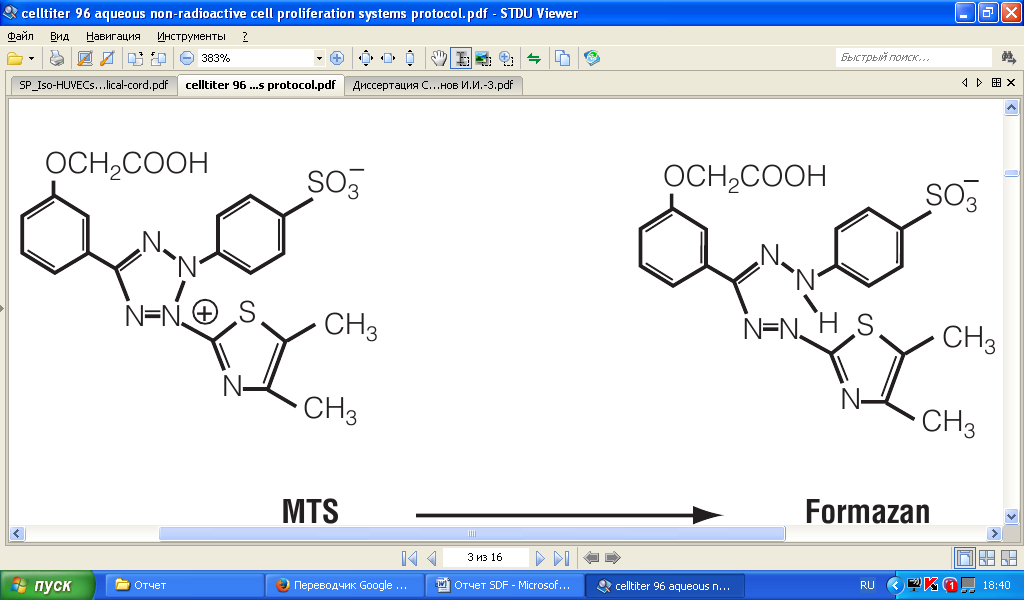 celltiter 96 aqueous non-radioactive cell proliferation systems protocol.pdf - STDU Viewer
Файл Вид Навигация Инструменты ?
383% Быстрый поиск...
SP_Iso-HUVECs...lical-cord.pdf celltiter 96 ...s protocol.pdf Диссертация С...нов И.И.-3.pdf
OCH2COOH
SO3−
N
N
N=N
+
S
N
CH3
CH3
OCH2COOH
SO3−
N
N
H
N=N
S
N
CH3
CH3
MTS Formazan
3 из 16
пуск Отчет Переводчик Google ... Отчет SDF - Microsof... celltiter 96 aqueous n... RU 18:40